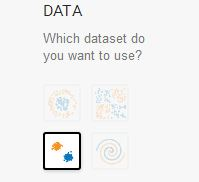 DATA
Which dataset do
you want to use?